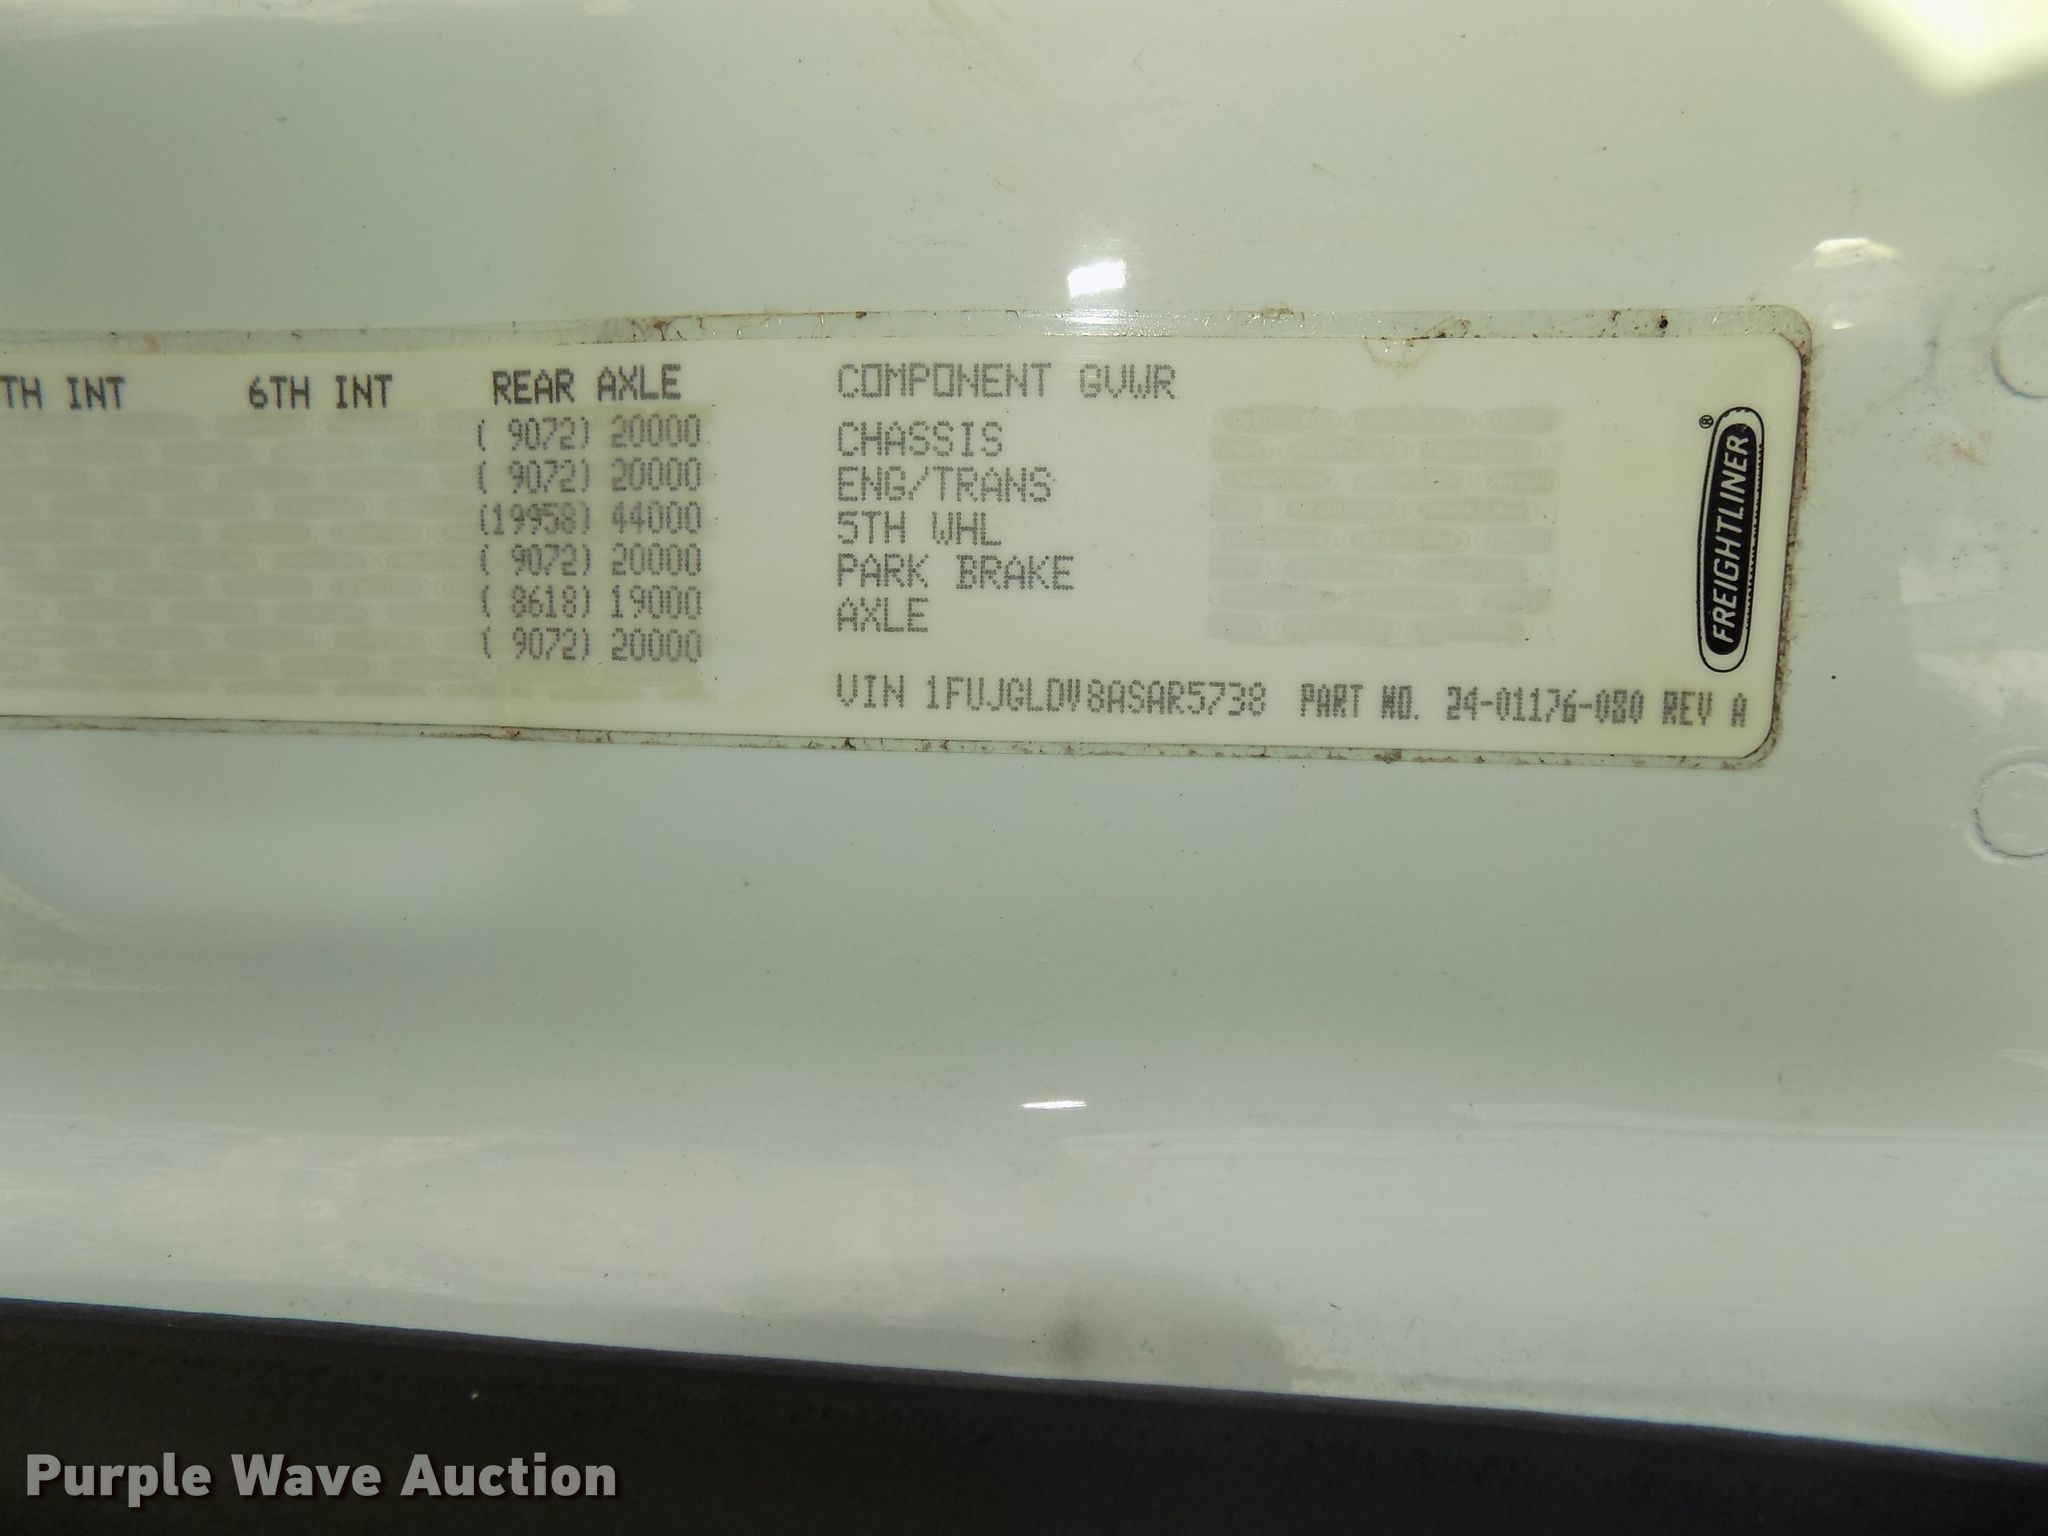 TH INT 6TH INT REAR AXLE COMPONENT GVWR
( 9072) 20000 CHASSIS
( 9072) 20000 ENG/TRANS
(19958) 44000 5TH WHL
( 9072) 20000 PARK BRAKE
( 8618) 19000 AXLE
( 9072) 20000
VIN 1FUJGLDV8ASAR5738 PART NO. 24-01176-080 REV A
FREIGHTLINER ®
Purple Wave Auction